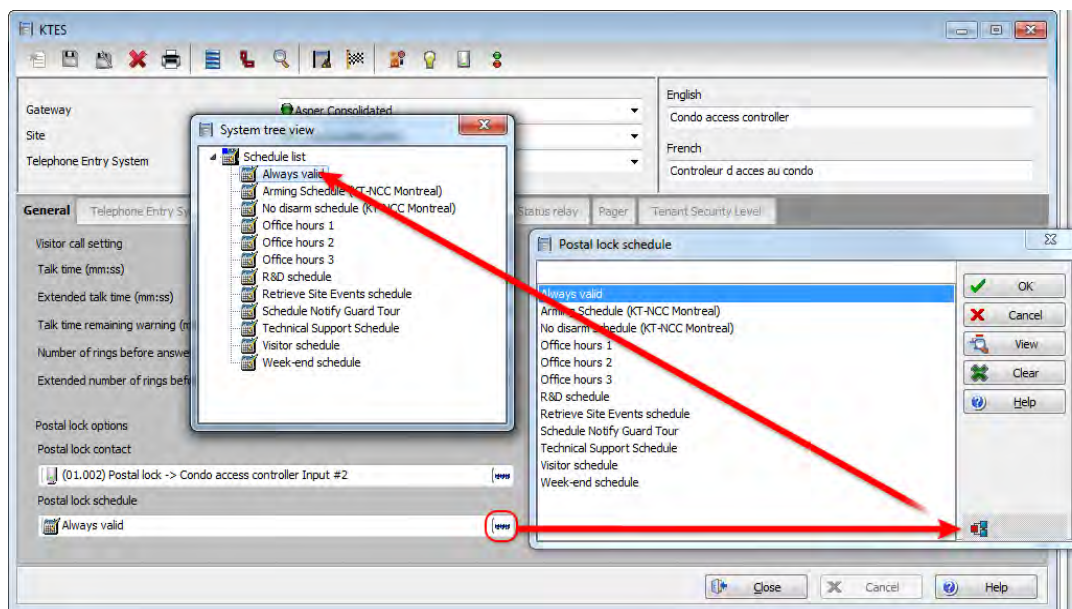 KTES
Gateway
Asper Consolidated
Site
Telephone Entry System
English
Condo access controller
French
Controleur d acces au condo
System tree view
Schedule list
Always valid
Arming Schedule (KT-NCC Montreal)
No disarm schedule (KT-NCC Montreal)
Office hours 1
Office hours 2
Office hours 3
R&D schedule
Retrieve Site Events schedule
Schedule Notify Guard Tour
Technical Support Schedule
Visitor schedule
Week-end schedule
General Telephone Entry Sy Status relay Pager Tenant Security Level
Visitor call setting
Talk time (mm:ss)
Extended talk time (mm:ss)
Talk time remaining warning (m
Number of rings before answe
Extended number of rings befo
Postal lock options
Postal lock contact
(01.002) Postal lock -> Condo access controller Input #2
Postal lock schedule
Always valid
Postal lock schedule
Always valid
Arming Schedule (KT-NCC Montreal)
No disarm schedule (KT-NCC Montreal)
Office hours 1
Office hours 2
Office hours 3
R&D schedule
Retrieve Site Events schedule
Schedule Notify Guard Tour
Technical Support Schedule
Visitor schedule
Week-end schedule
OK
Cancel
View
Clear
Help
Close Cancel Help